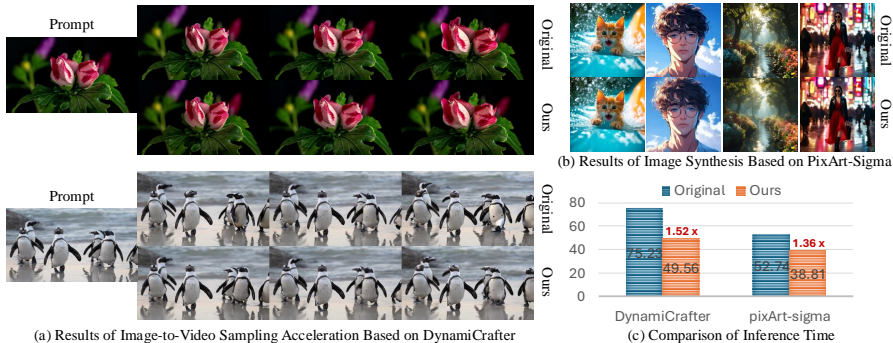 Prompt
Original
Ours
Prompt
Original
Ours
(a) Results of Image-to-Video Sampling Acceleration Based on DynamiCrafter
Original
Ours
(b) Results of Image Synthesis Based on PixArt-Sigma
Original Ours
80
60
40
20
0
1.52 x
1.36 x
75.23
49.56
52.74
38.81
DynamiCrafter pixArt-sigma
(c) Comparison of Inference Time